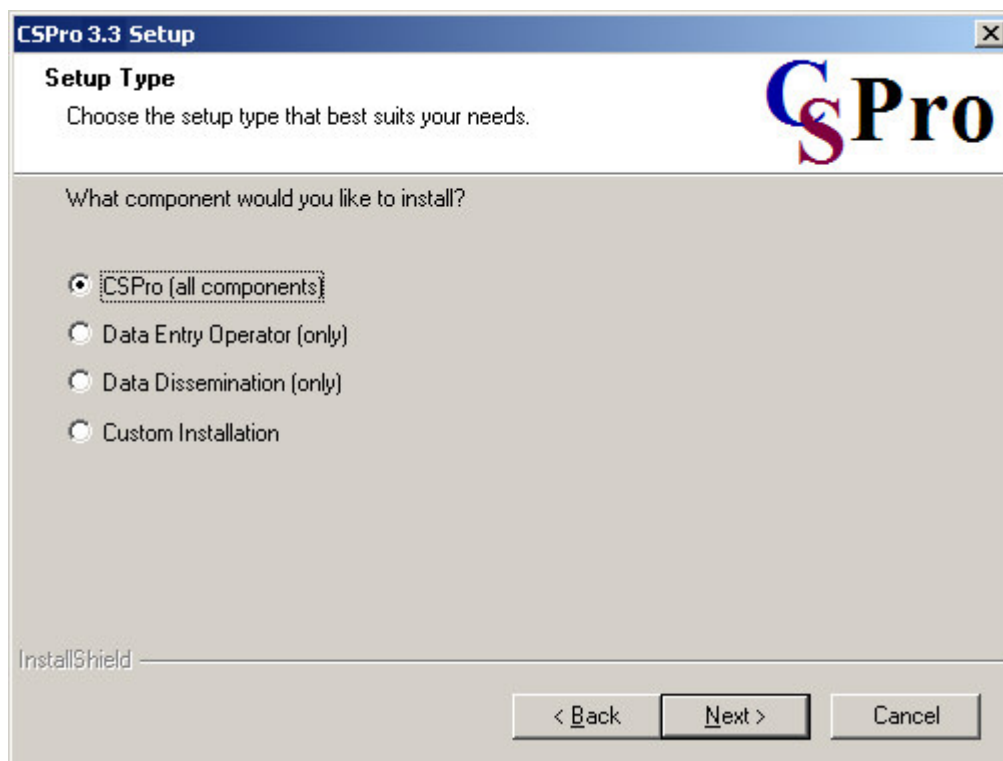 CSPro 3.3 Setup
Setup Type
Choose the setup type that best suits your needs.
CSPro
What component would you like to install?
CSPro (all components)
Data Entry Operator (only)
Data Dissemination (only)
Custom Installation
InstallShield
< Back Next > Cancel